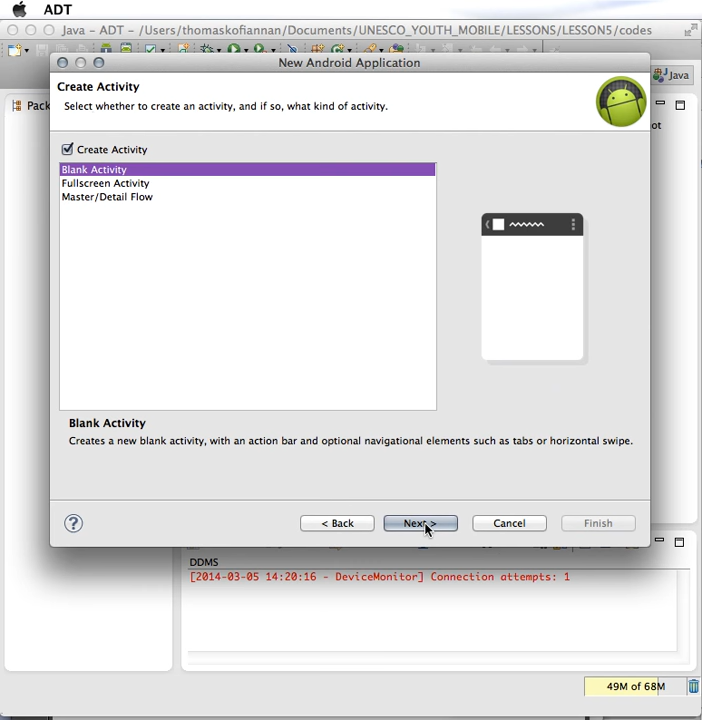 ADT
Java - ADT - /Users/thomaskofiannan/Documents/UNESCO_YOUTH_MOBILE/LESSONS/LESSON5/codes
New Android Application
Java
Create Activity
Select whether to create an activity, and if so, what kind of activity.
Pack
ot
Create Activity
Blank Activity
Fullscreen Activity
Master/Detail Flow
Blank Activity
Creates a new blank activity, with an action bar and optional navigational elements such as tabs or horizontal swipe.
?
< Back
Next >
Cancel
Finish
DDMS
[2014-03-05 14:20:16 - DeviceMonitor] Connection attempts: 1
49M of 68M